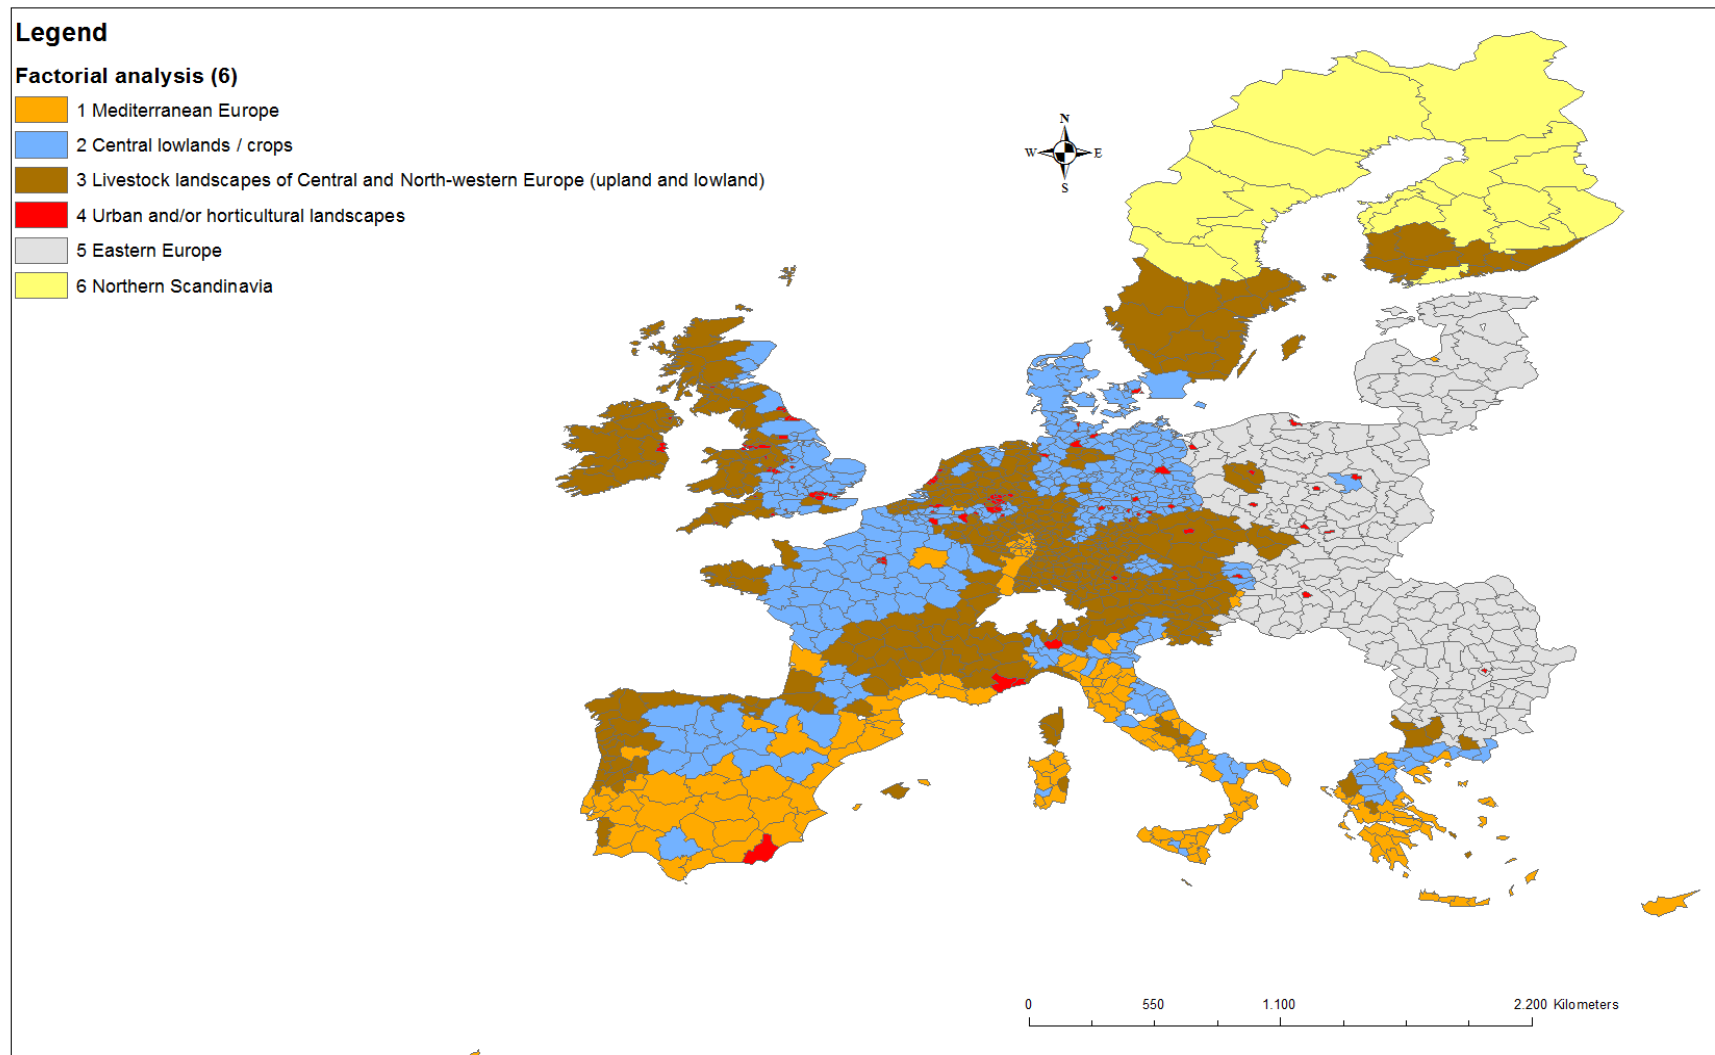 Legend
Factorial analysis (6)
1 Mediterranean Europe
2 Central lowlands / crops
3 Livestock landscapes of Central and North-western Europe (upland and lowland)
4 Urban and/or horticultural landscapes
5 Eastern Europe
6 Northern Scandinavia
N
W E
S
0 550 1.100 2.200 Kilometers